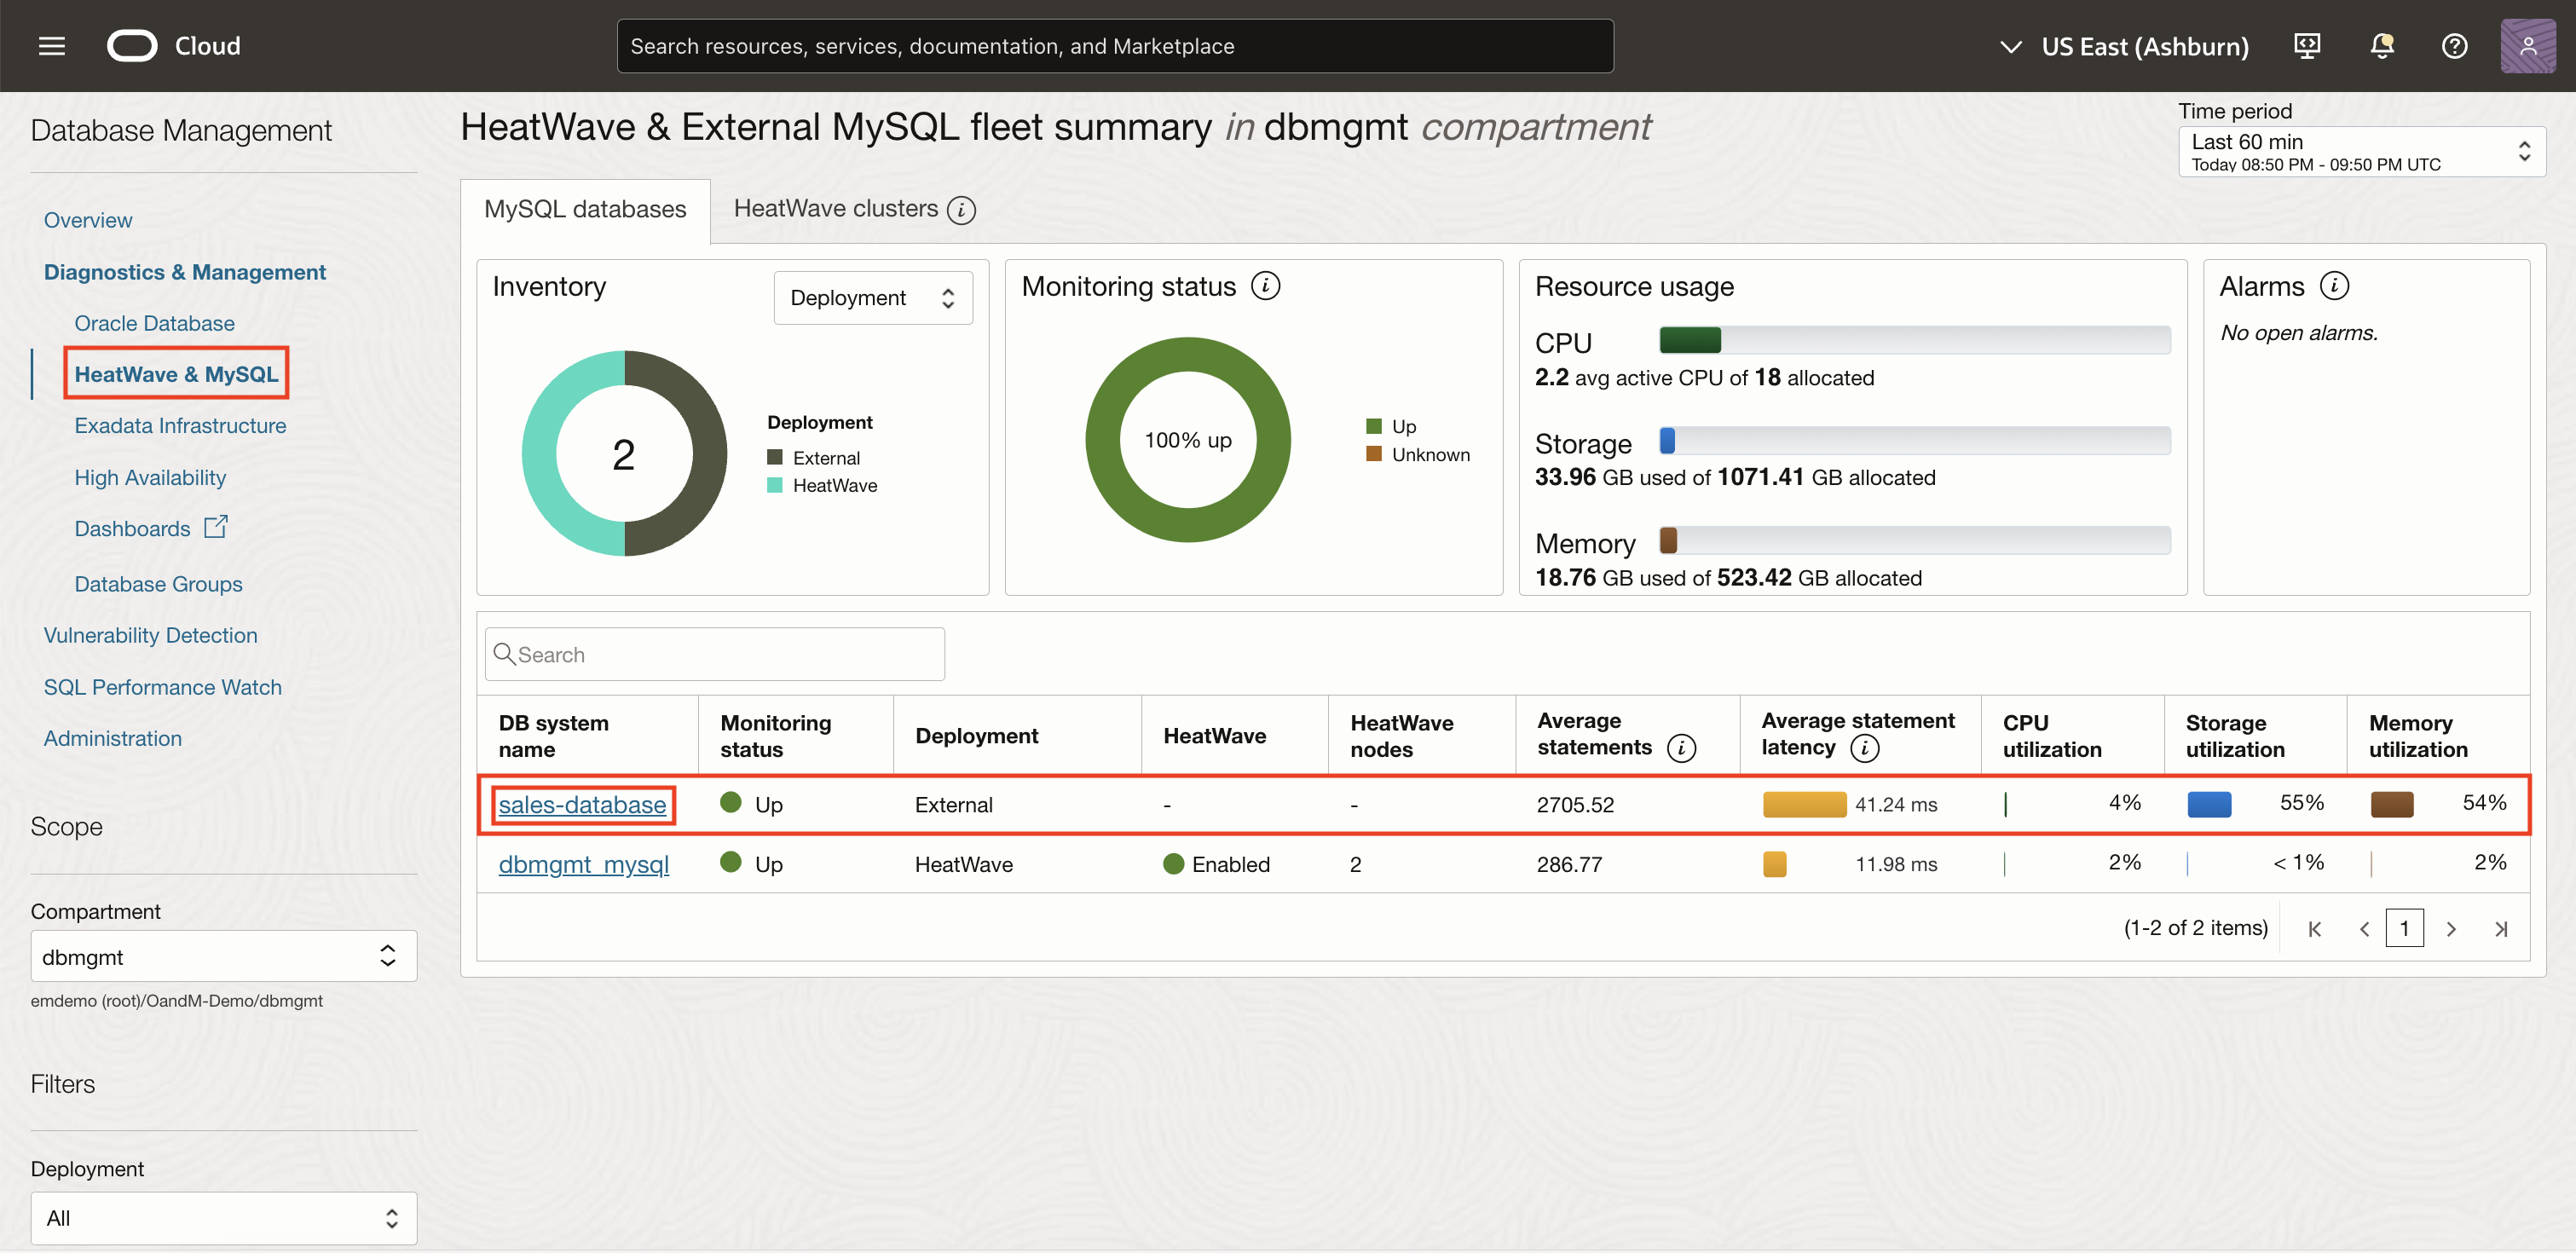 Cloud
Search resources, services, documentation, and Marketplace
US East (Ashburn)
Database Management
Overview
Diagnostics & Management
Oracle Database
HeatWave & MySQL
Exadata Infrastructure
High Availability
Dashboards
Database Groups
Vulnerability Detection
SQL Performance Watch
Administration
Scope
Compartment
dbmgmt
emdemo (root)/OandM-Demo/dbmgmt
Filters
Deployment
All
HeatWave & External MySQL fleet summary in dbmgmt compartment
Time period
Last 60 min
Today 08:50 PM - 09:50 PM UTC
MySQL databases
HeatWave clusters
Inventory
Deployment
2
Deployment
External
HeatWave
Monitoring status
100% up
Up
Unknown
Resource usage
CPU
2.2 avg active CPU of 18 allocated
Storage
33.96 GB used of 1071.41 GB allocated
Memory
18.76 GB used of 523.42 GB allocated
Alarms
No open alarms.
Search
DB system name Monitoring status Deployment HeatWave HeatWave nodes Average statements Average statement latency CPU utilization Storage utilization Memory utilization
sales-database Up External - - 2705.52 41.24 ms 4% 55% 54%
dbmgmt_mysql Up HeatWave Enabled 2 286.77 11.98 ms 2% < 1% 2%
(1-2 of 2 items) 1